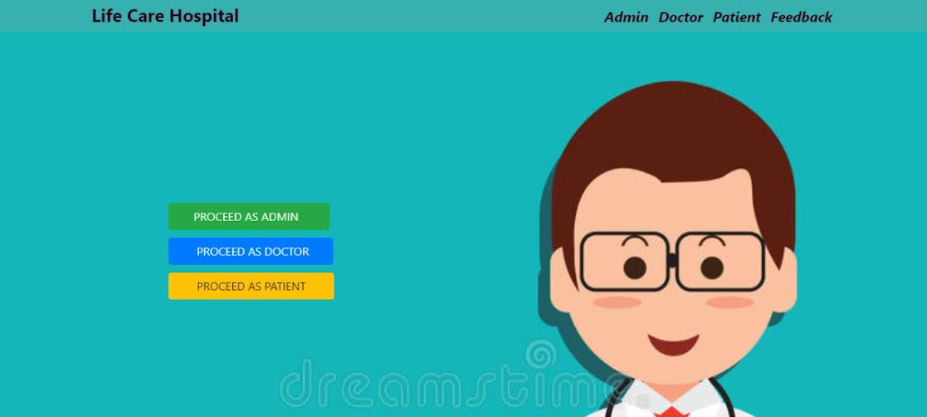 Life Care Hospital
Admin Doctor Patient Feedback
PROCEED AS ADMIN
PROCEED AS DOCTOR
PROCEED AS PATIENT
dreamstime.